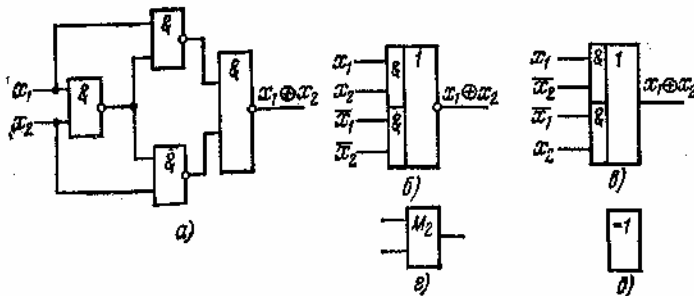 &
&
&
&
x₁
x₂
x₁⊕x₂
а)
x₁
x₂
x̅₁
x̅₂
&
&
1
x₁⊕x₂
б)
x₁
x̅₂
x̅₁
x₂
&
&
1
x₁⊕x₂
в)
M₂
г)
=1
д)